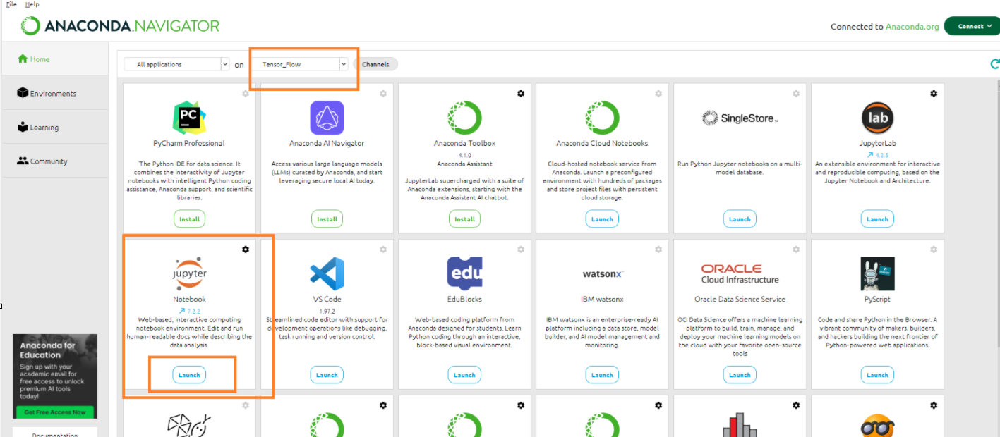 File Help
ANACONDA.NAVIGATOR
Connected to Anaconda.org
Connect
Home
Environments
Learning
Community
All applications
on
Tensor_Flow
Channels
PC
PyCharm Professional
The Python IDE for data science. It
combines the interactivity of Jupyter
notebooks with intelligent Python coding
assistance, Anaconda support, and scientific
libraries.
Install
Anaconda AI Navigator
Access various large language models
(LLMs) curated by Anaconda, and start
leveraging secure local AI today.
Install
Anaconda Toolbox
4.1.0
Anaconda Assistant
JupyterLab supercharged with a suite of
Anaconda extensions, starting with the
Anaconda Assistant AI chatbot.
Install
Anaconda Cloud Notebooks
Cloud-hosted notebook service from
Anaconda. Launch a preconfigured
environment with hundreds of packages
and store project files with persistent
cloud storage.
Launch
SingleStore
Run Python Jupyter notebooks on a multi-
model database.
Launch
lab
JupyterLab
4.2.5
An extensible environment for interactive
and reproducible computing, based on the
Jupyter Notebook and Architecture.
Launch
jupyter
Notebook
7.2.2
Web-based, interactive computing
notebook environment. Edit and run
human-readable docs while describing the
data analysis.
Launch
VS Code
1.97.2
Streamlined code editor with support for
development operations like debugging,
task running and version control.
Launch
edu
EduBlocks
Web-based coding platform from
Anaconda designed for students. Learn
Python coding through an interactive,
block-based visual environment.
Launch
watsonx
IBM watsonx
IBM watsonx is an enterprise-ready AI
platform including a data store, model
builder, and AI model management and
monitoring.
Launch
ORACLE
Cloud Infrastructure
Oracle Data Science Service
OCI Data Science offers a machine learning
platform to build, train, manage, and
deploy your machine learning models on
the cloud with your favorite open-source
tools
Launch
PyScript
Code and share Python in the Browser. A
vibrant community of makers, builders,
and hackers building the next frontier of
Python-powered web applications.
Launch
Anaconda for
Education
Sign up with your
academic email for
free access to unlock
premium AI tools
today!
Get Free Access Now
Documentation